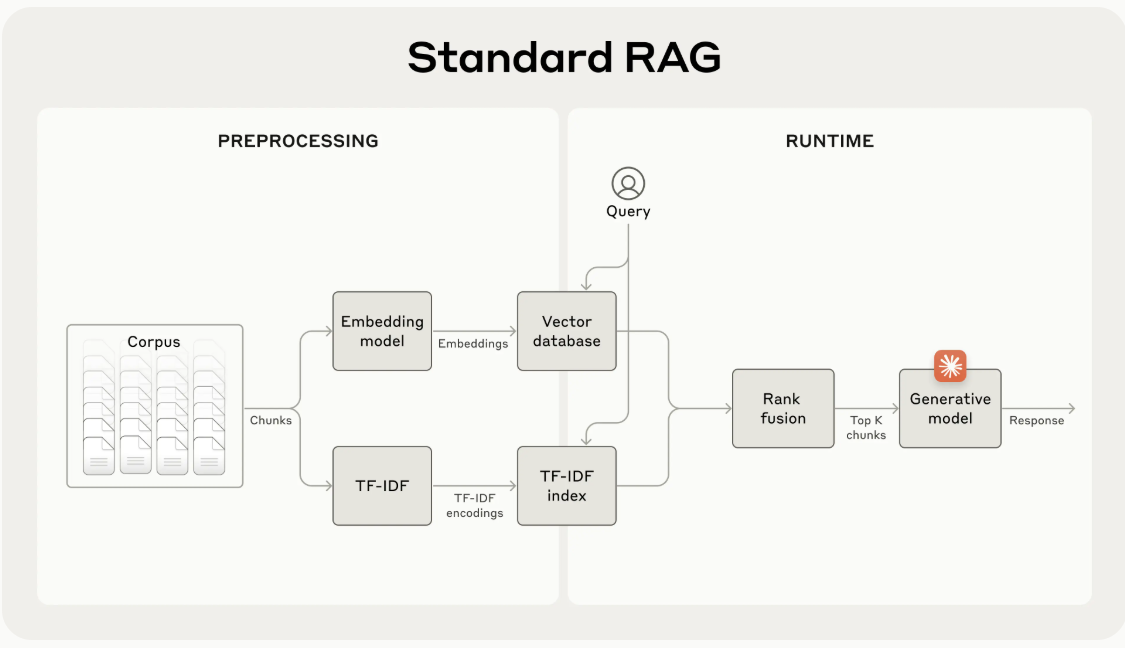 Standard RAG
PREPROCESSING
RUNTIME
Query
Corpus
Chunks
Embedding
model
Embeddings
Vector
database
TF-IDF
TF-IDF
encodings
TF-IDF
index
Rank
fusion
Top K
chunks
Generative
model
Response